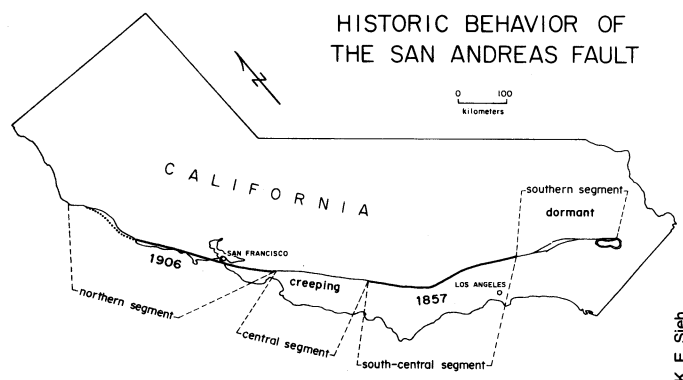 HISTORIC BEHAVIOR OF
THE SAN ANDREAS FAULT
N
0 100
kilometers
CALIFORNIA
southern segment
dormant
SAN FRANCISCO
1906
creeping
LOS ANGELES
1857
northern segment
central segment
south-central segment
K. E. Sieh